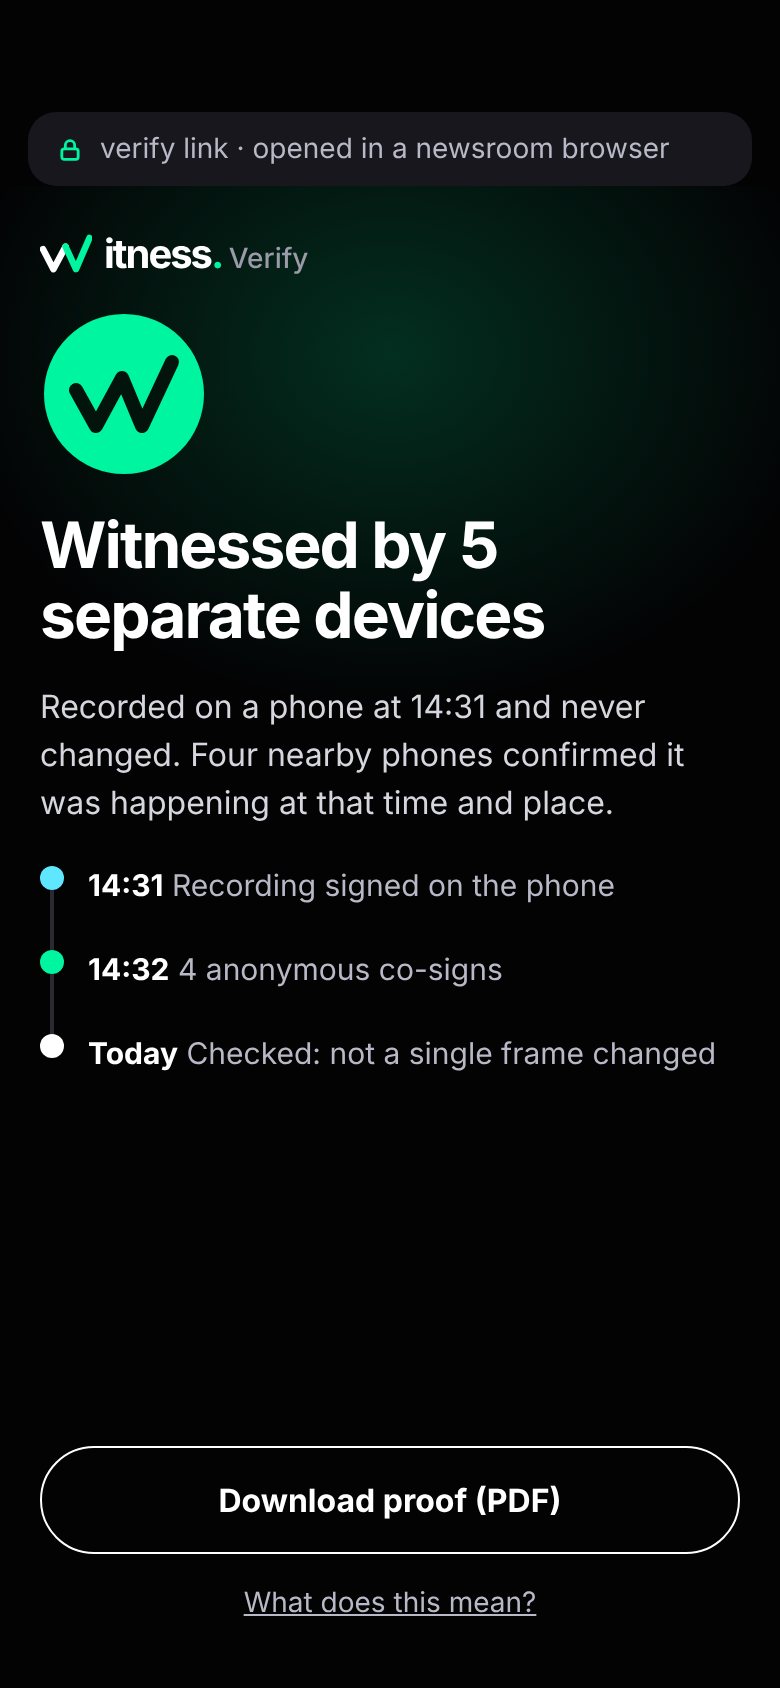 verify link · opened in a newsroom browser
Witness. Verify
W
Witnessed by 5
separate devices
Recorded on a phone at 14:31 and never
changed. Four nearby phones confirmed it
was happening at that time and place.
14:31 Recording signed on the phone
14:32 4 anonymous co-signs
Today Checked: not a single frame changed
Download proof (PDF)
What does this mean?